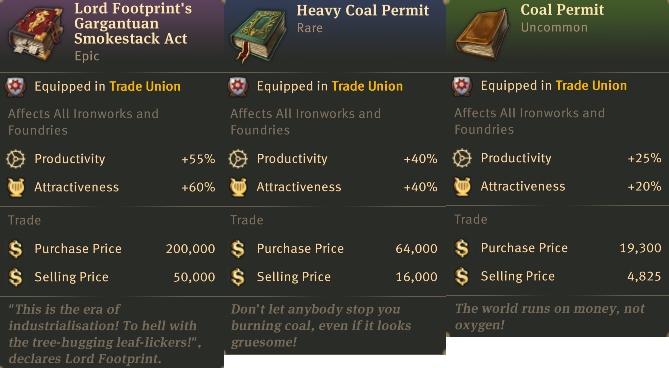 Lord Footprint's
Gargantuan
Smokestack Act
Epic
Equipped in Trade Union
Affects All Ironworks and
Foundries
Productivity +55%
Attractiveness +60%
Trade
Purchase Price 200,000
Selling Price 50,000
"This is the era of
industrialisation! To hell with
the tree-hugging leaf-lickers!",
declares Lord Footprint.
Heavy Coal Permit
Rare
Equipped in Trade Union
Affects All Ironworks and
Foundries
Productivity +40%
Attractiveness +40%
Trade
Purchase Price 64,000
Selling Price 16,000
Don't let anybody stop you
burning coal, even if it looks
gruesome!
Coal Permit
Uncommon
Equipped in Trade Union
Affects All Ironworks and
Foundries
Productivity +25%
Attractiveness +20%
Trade
Purchase Price 19,300
Selling Price 4,825
The world runs on money, not
oxygen!